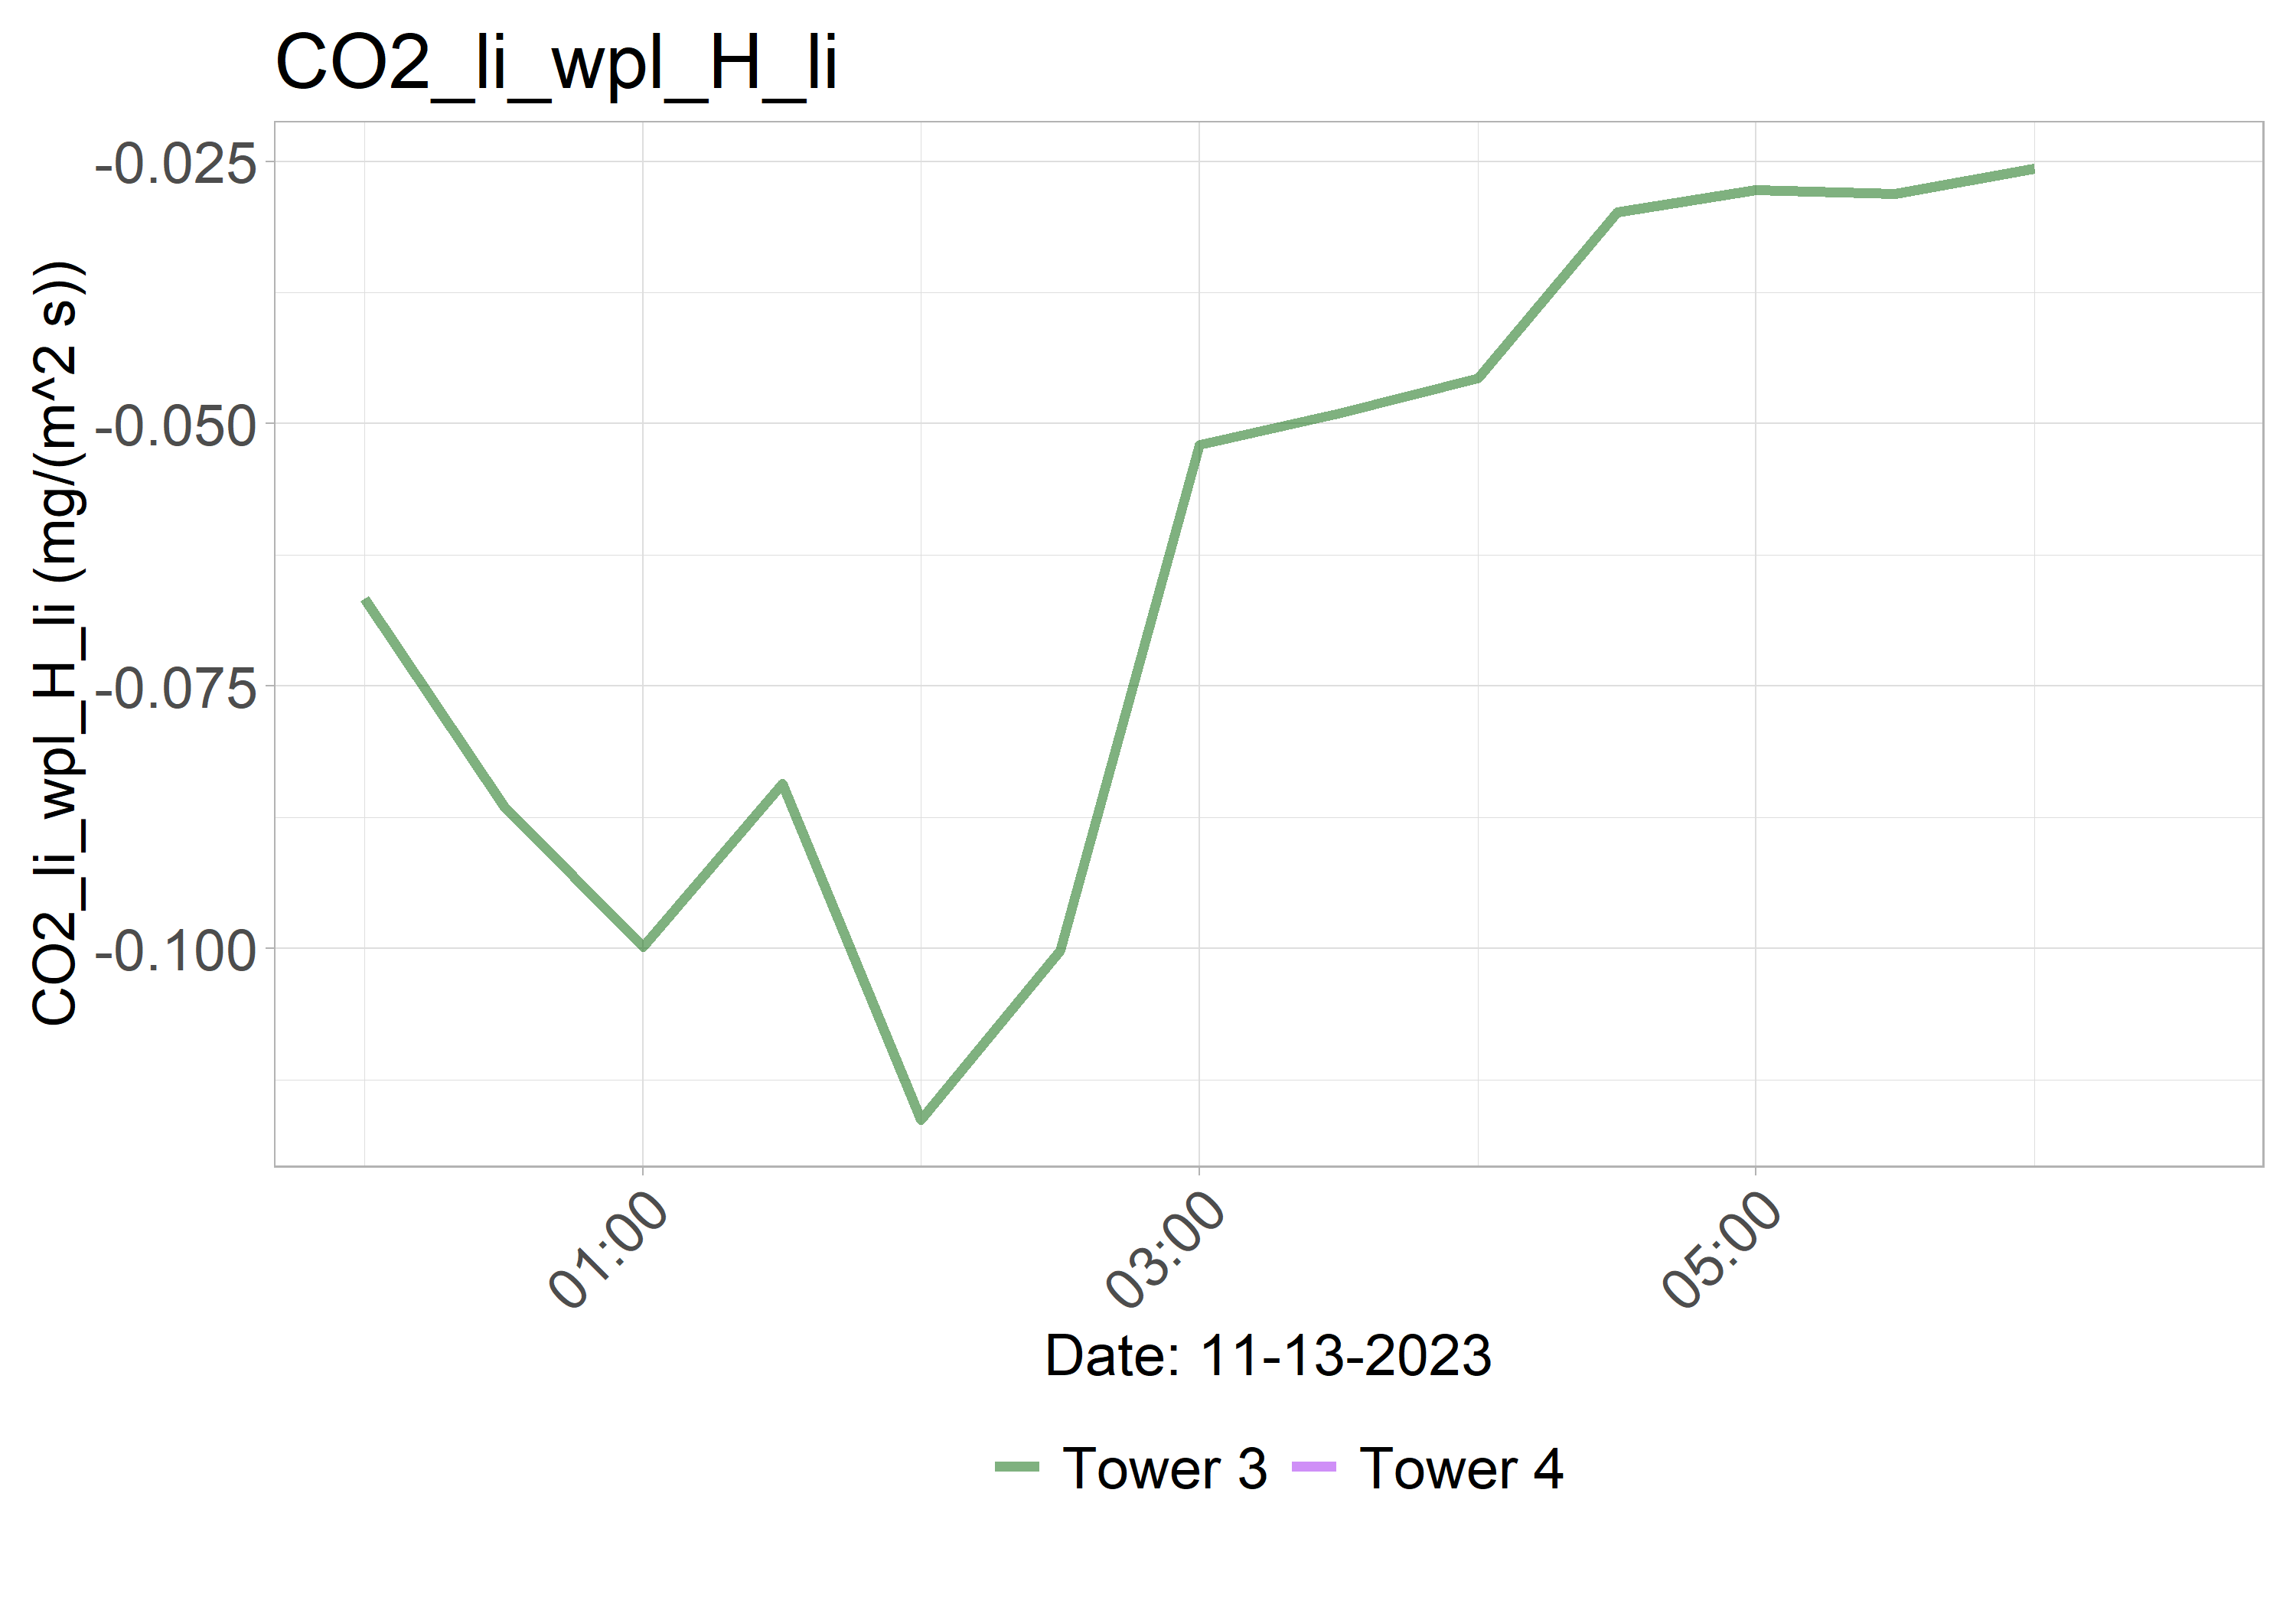 CO2_li_wpl_H_li
CO2_li_wpl_H_li (mg/(m^2 s))
-0.025
-0.050
-0.075
-0.100
01:00
03:00
05:00
Date: 11-13-2023
Tower 3
Tower 4